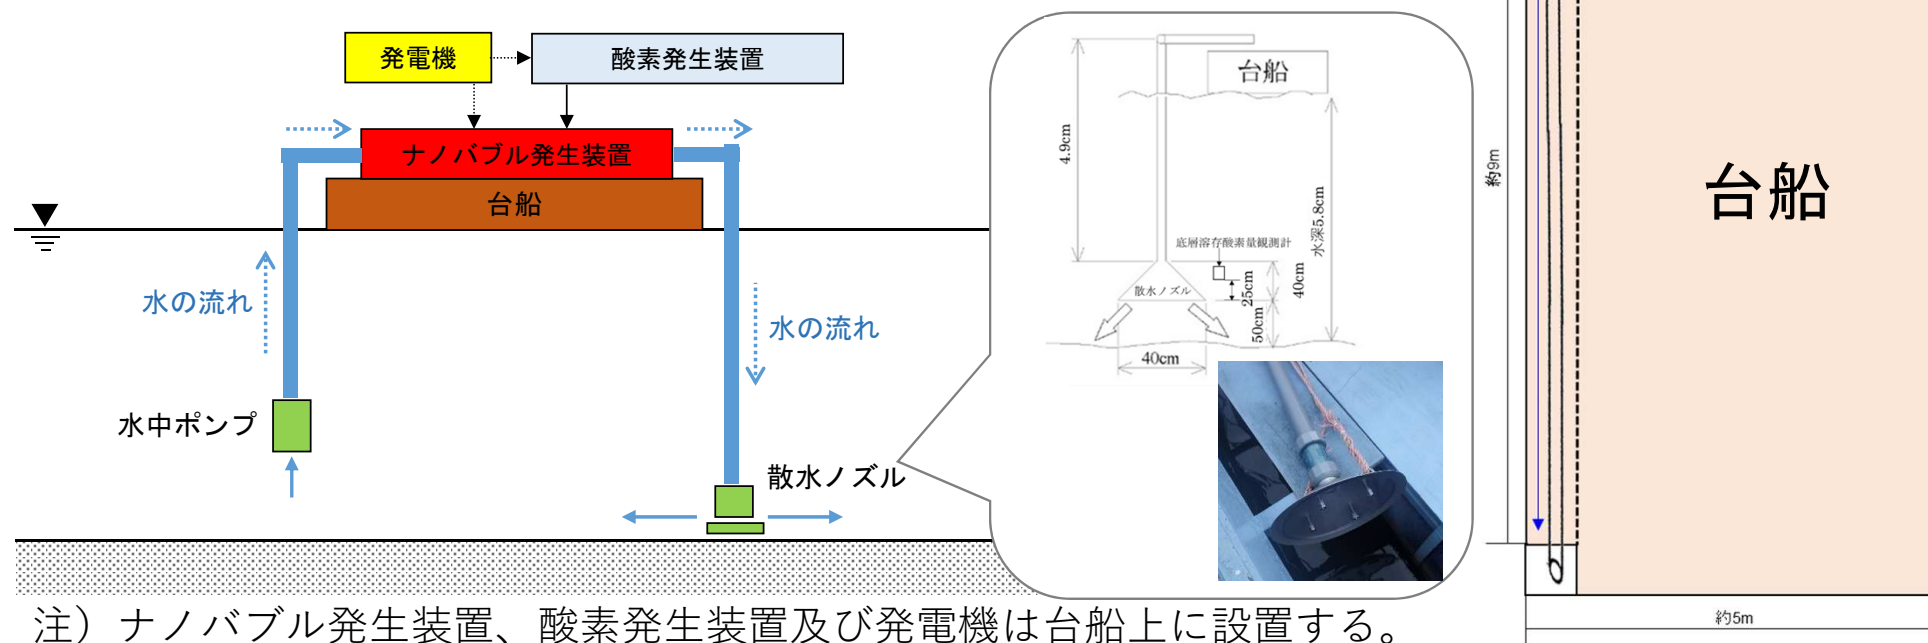 発電機
酸素発生装置
ナノバブル発生装置
台船
水の流れ
水の流れ
水中ポンプ
散水ノズル
台船
4.9cm
水深5.8cm
底層溶存酸素量観測計
散水ノズル
25cm
40cm
50cm
40cm
約9m
台船
約5m
注）ナノバブル発生装置、酸素発生装置及び発電機は台船上に設置する。